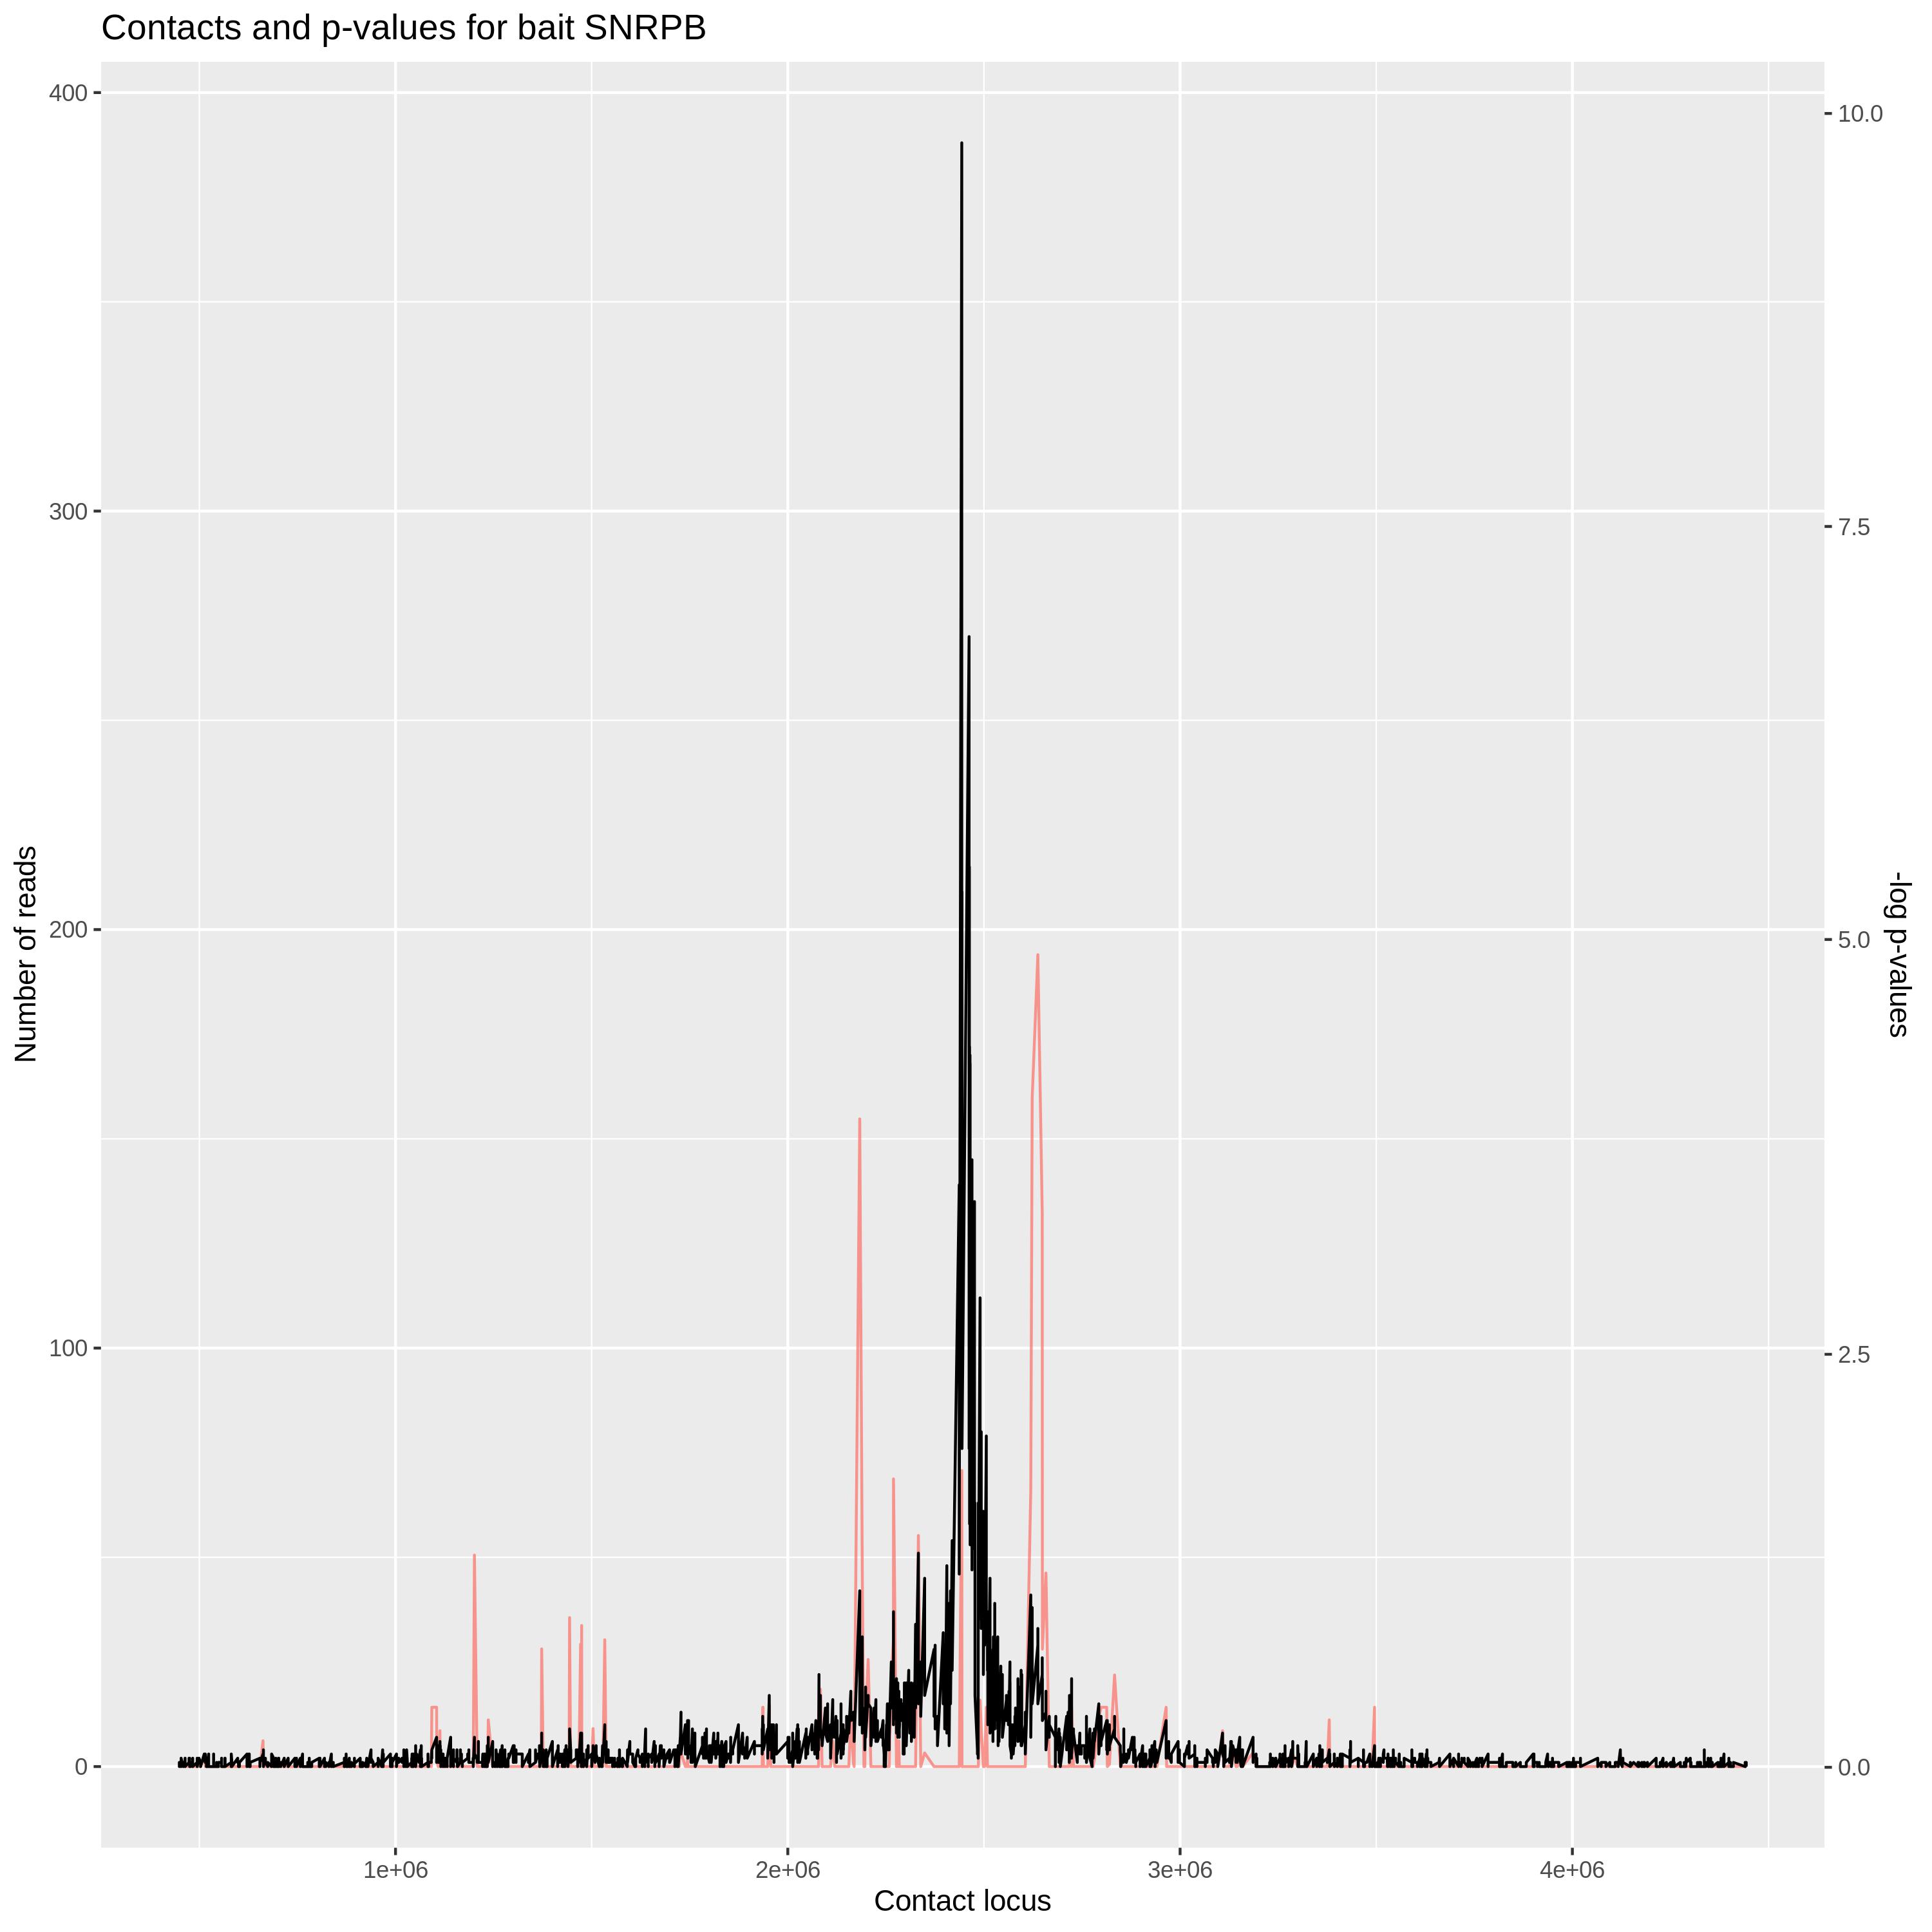 Contacts and p-values for bait SNRPB
400
300
200
100
0
10.0
7.5
5.0
2.5
0.0
Number of reads
-log p-values
1e+06
2e+06
3e+06
4e+06
Contact locus